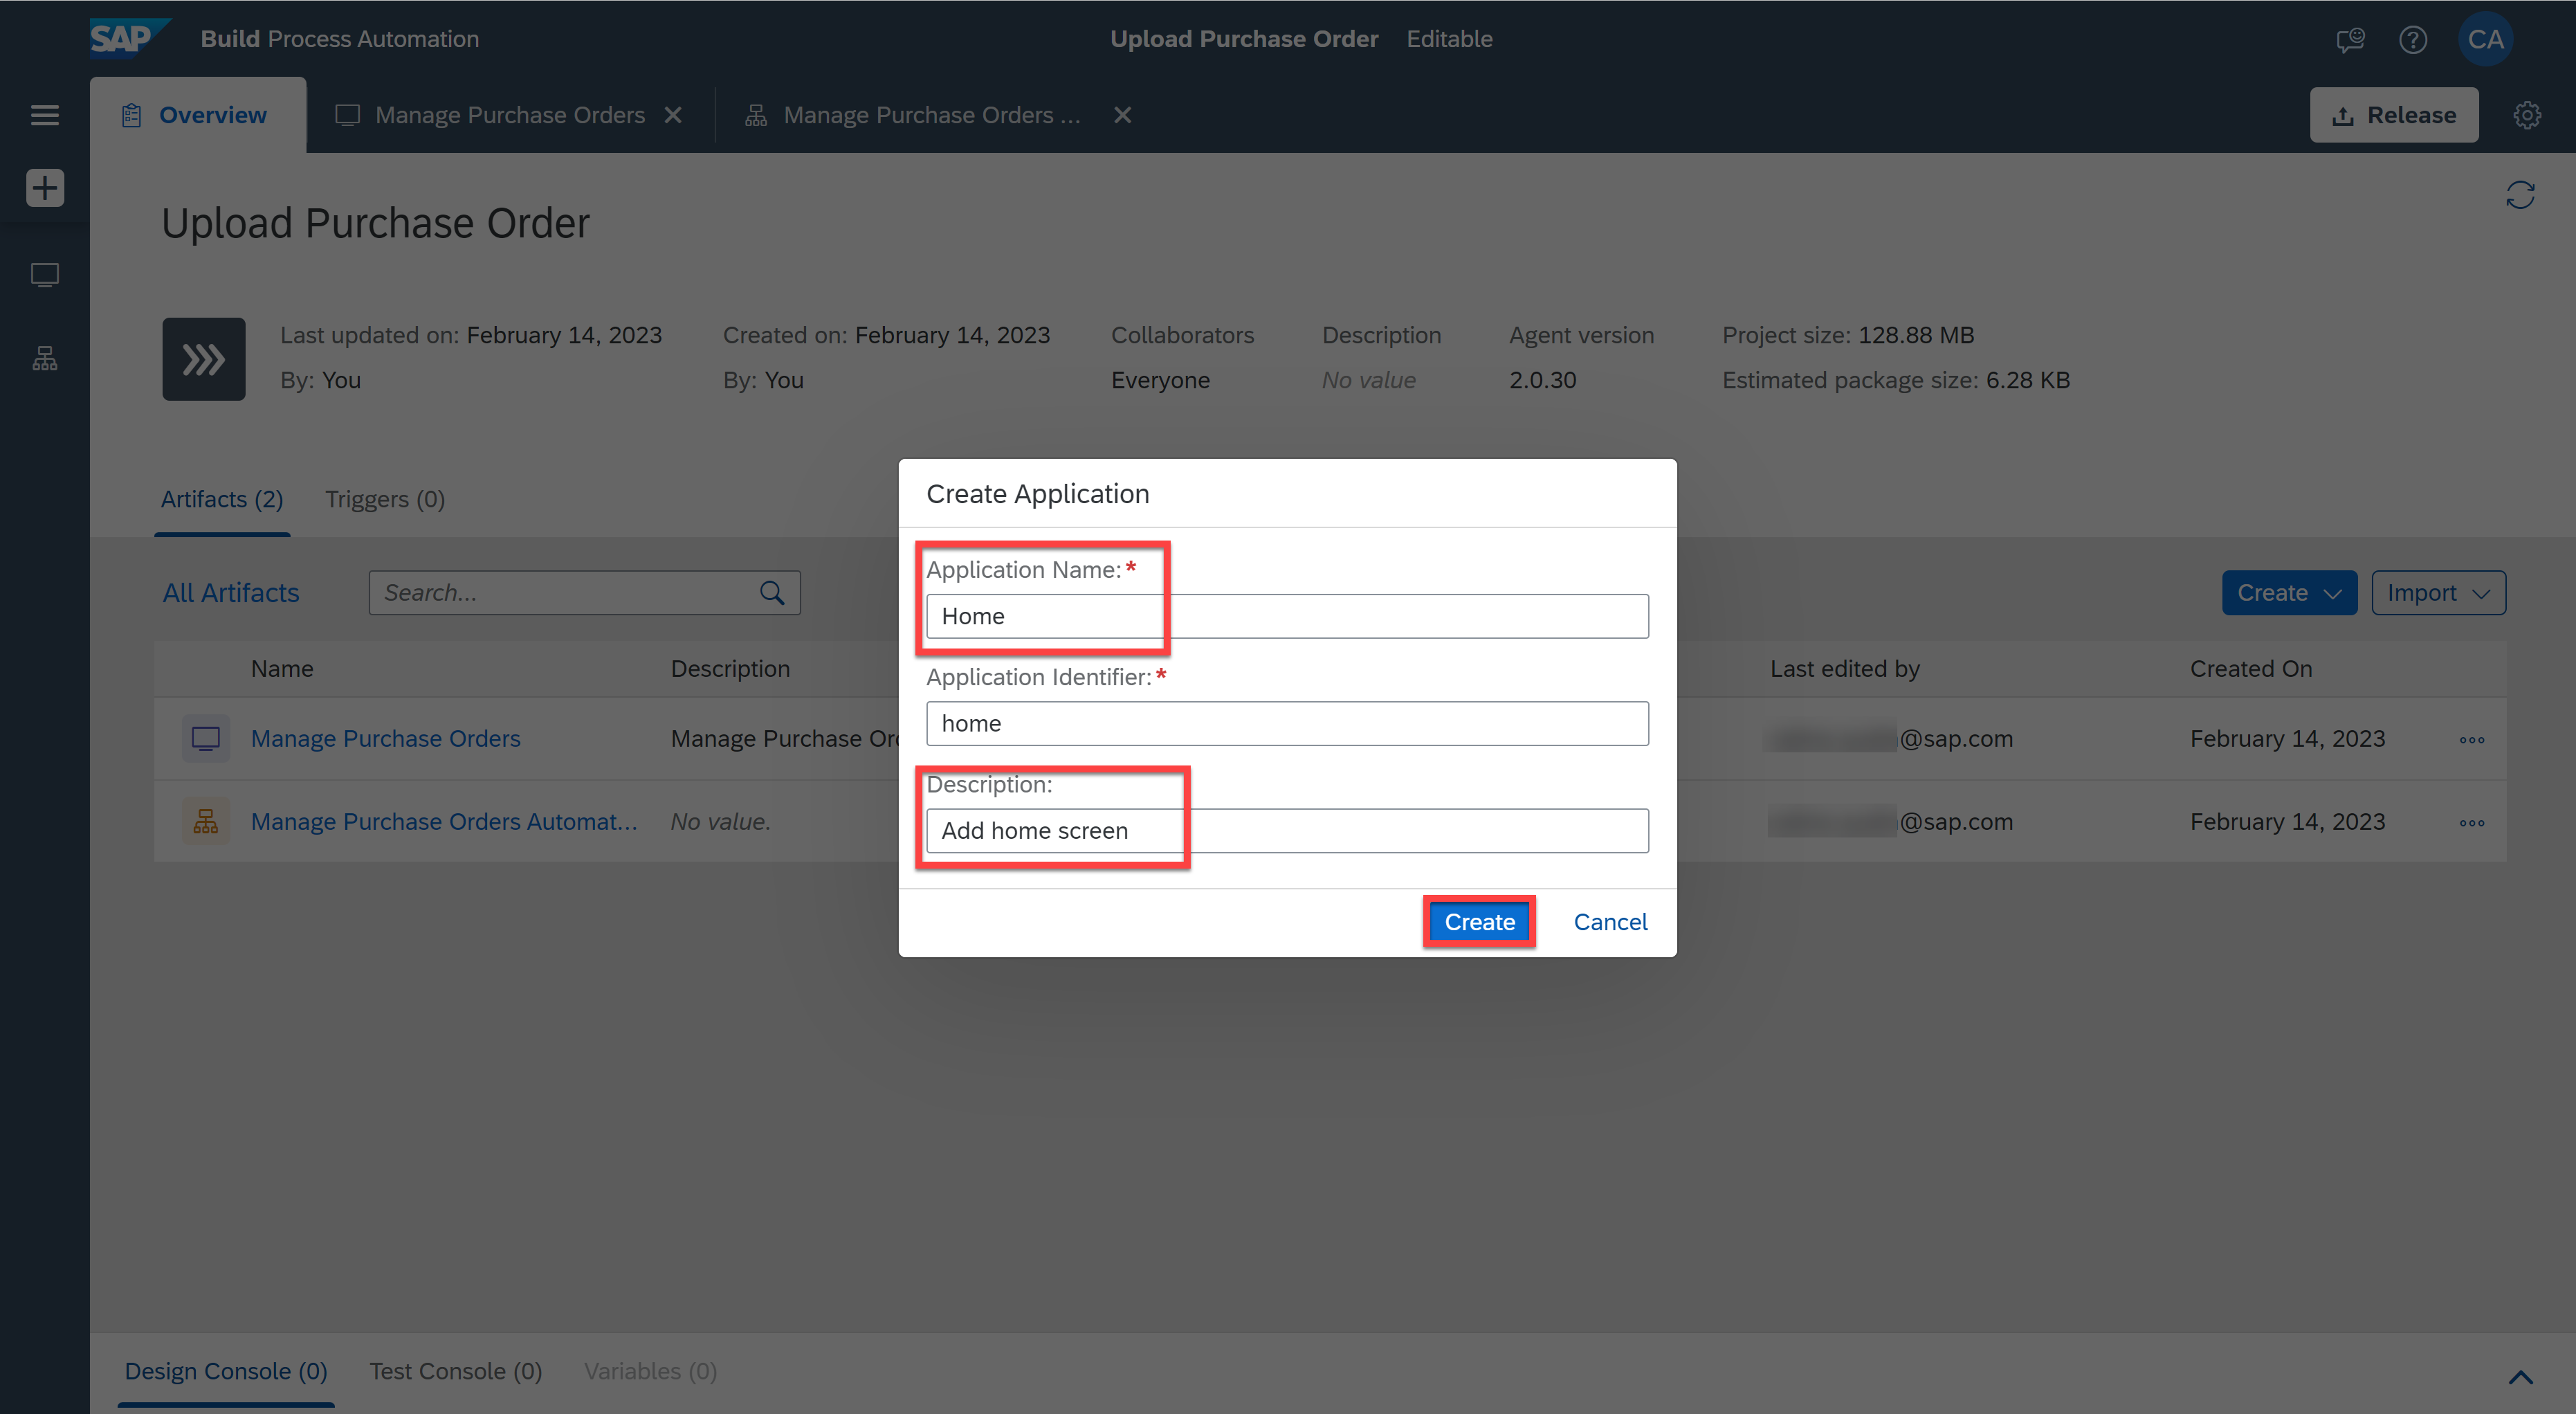 SAP Build Process Automation Upload Purchase Order Editable CA
Overview Manage Purchase Orders Manage Purchase Orders ... Release
Upload Purchase Order
Last updated on: February 14, 2023 Created on: February 14, 2023 Collaborators Description Agent version Project size: 128.88 MB
By: You By: You Everyone No value 2.0.30 Estimated package size: 6.28 KB
Artifacts (2) Triggers (0)
All Artifacts Search... Create Import
Name Description Last edited by Created On
Manage Purchase Orders Manage Purchase @sap.com February 14, 2023
Manage Purchase Orders Automat... No value. @sap.com February 14, 2023
Create Application
Application Name:*
Home
Application Identifier:*
home
Description:
Add home screen
Create Cancel
Design Console (0) Test Console (0) Variables (0)